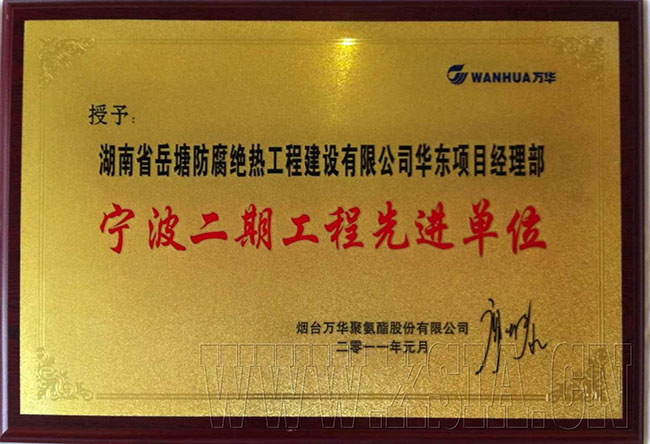 WANHUA万华
授予：
湖南省岳塘防腐绝热工程建设有限公司华东项目经理部
宁波二期工程先进单位
烟台万华聚氨酯股份有限公司
二零一一年元月